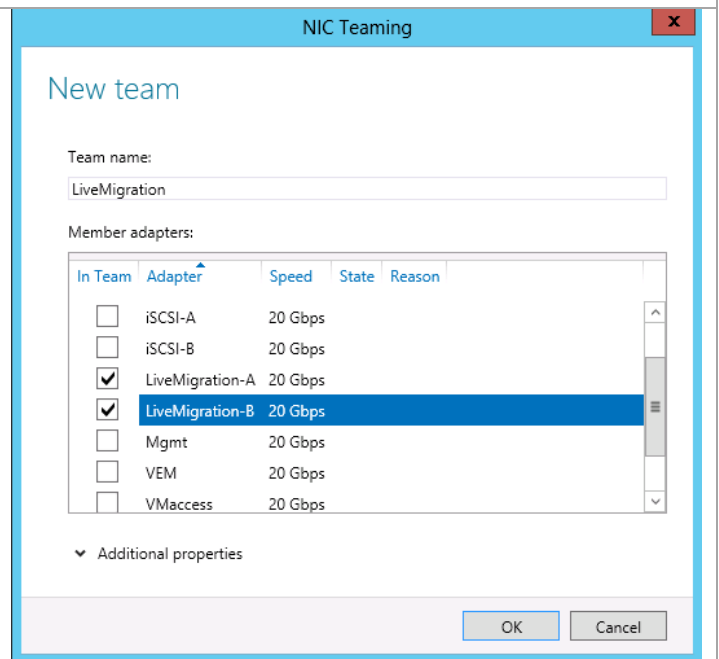 NIC Teaming
x
New team
Team name:
LiveMigration
Member adapters:
In Team Adapter Speed State Reason
iSCSI-A 20 Gbps
iSCSI-B 20 Gbps
LiveMigration-A 20 Gbps
LiveMigration-B 20 Gbps
Mgmt 20 Gbps
VEM 20 Gbps
VMaccess 20 Gbps
Additional properties
OK Cancel